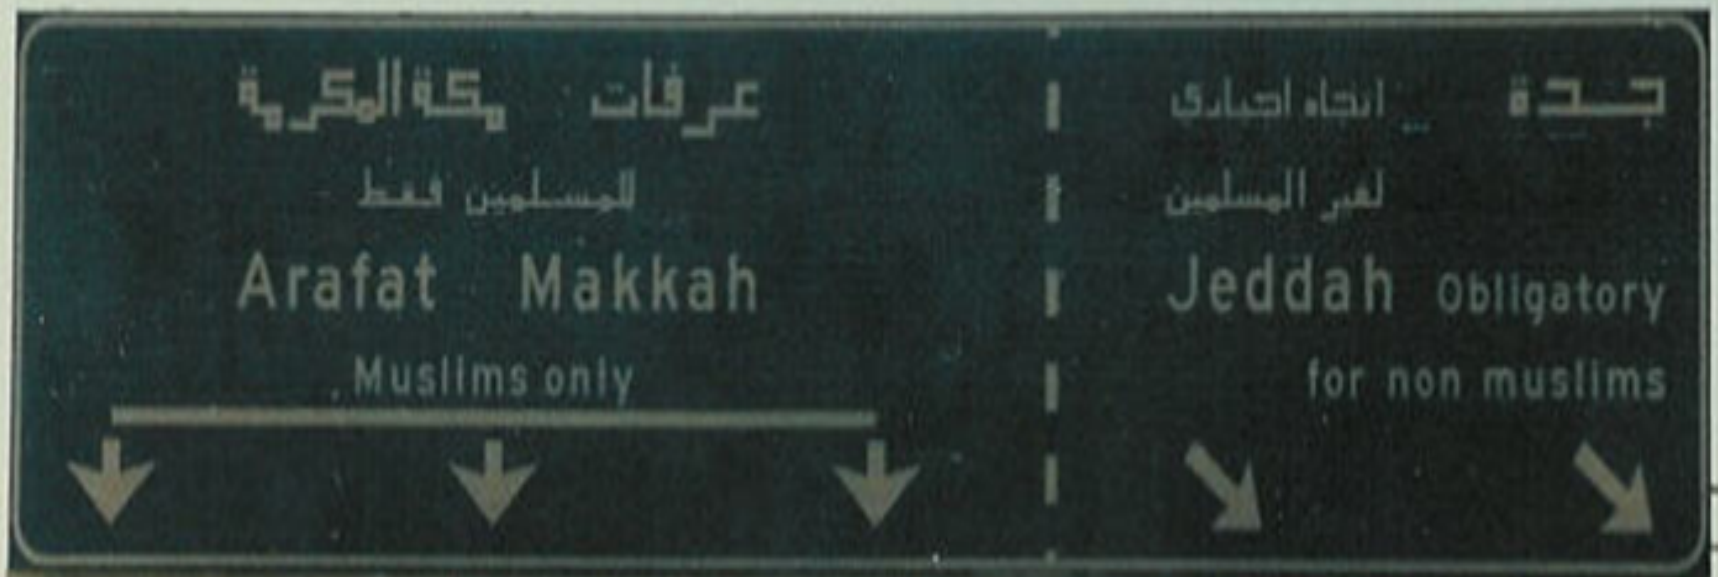 عرفات مكة المكرمة
للمسلمين فقط
Arafat Makkah
Muslims only
جدة اتجاه اجباري
لغير المسلمين
Jeddah Obligatory
for non muslims